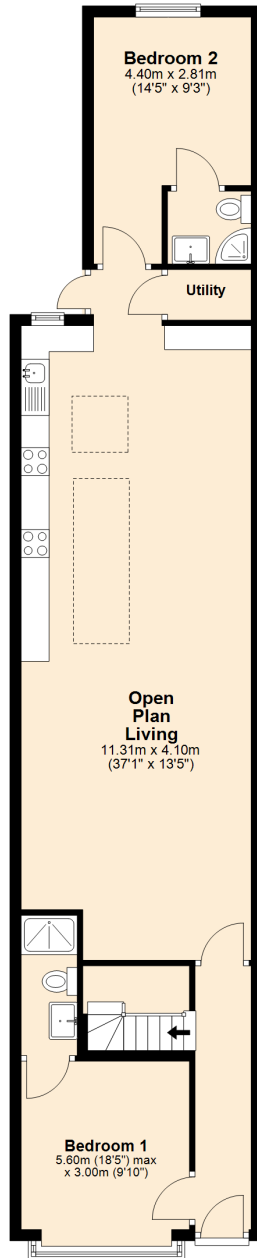 Bedroom 2
4.40m x 2.81m
(14'5" x 9'3")
Utility
Open
Plan
Living
11.31m x 4.10m
(37'1" x 13'5")
Bedroom 1
5.60m (18'5") max
x 3.00m (9'10")